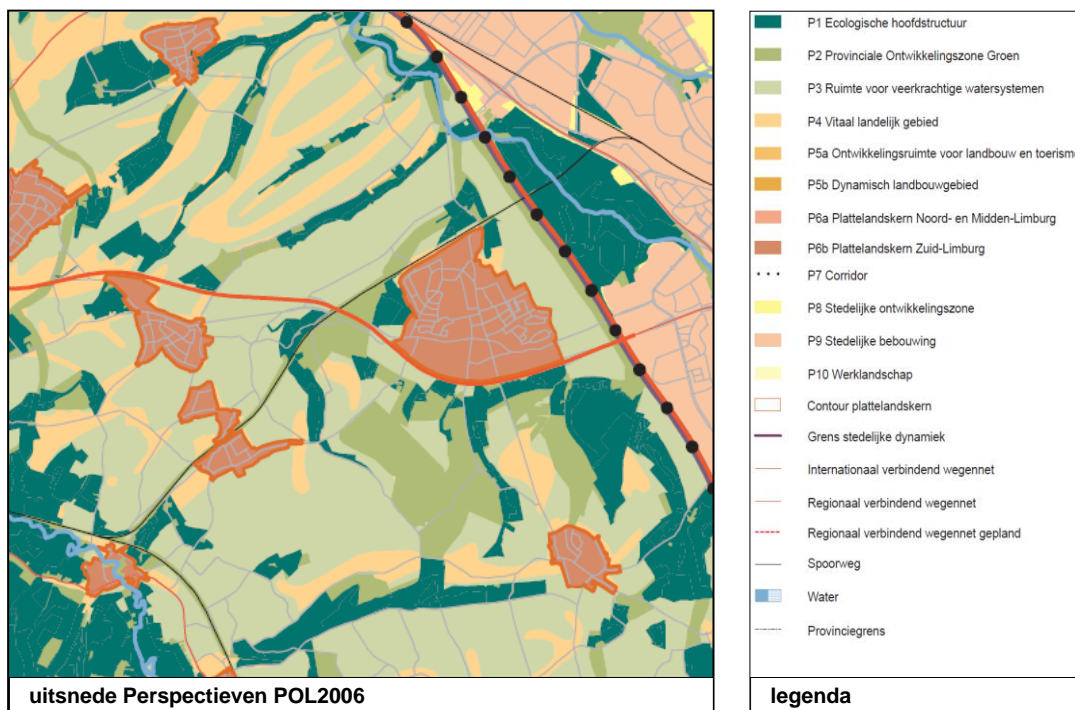 P1 Ecologische hoofdstructuur
P2 Provinciale Ontwikkelingszone Groen
P3 Ruimte voor veerkrachtige watersystemen
P4 Vitaal landelijk gebied
P5a Ontwikkelingsruimte voor landbouw en toerisme
P5b Dynamisch landbouwgebied
P6a Plattelandskern Noord- en Midden-Limburg
P6b Plattelandskern Zuid-Limburg
P7 Corridor
P8 Stedelijke ontwikkelingszone
P9 Stedelijke bebouwing
P10 Werklandschap
Contour plattelandskern
Grens stedelijke dynamiek
Internationaal verbindend wegennet
Regionaal verbindend wegennet
Regionaal verbindend wegennet gepland
Spoorweg
Water
Provinciegrens
uitsnede Perspectieven POL2006
legenda